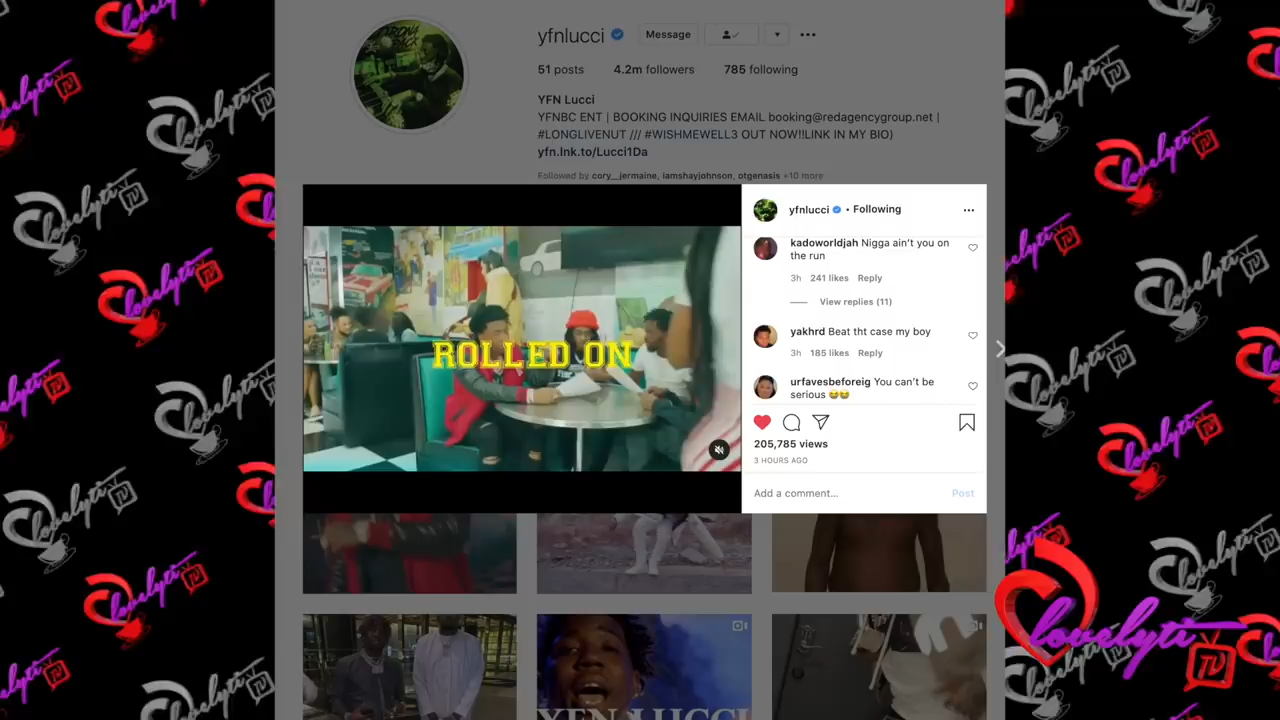 yfnlucci
Message
51 posts 4.2m followers 785 following
YFN Lucci
YFNBC ENT | BOOKING INQUIRIES EMAIL booking@redagencygroup.net |
#LONGLIVENUT /// #WISHMEWELL3 OUT NOW!!LINK IN MY BIO)
yfn.lnk.to/Lucci1Da
Followed by cory__jermaine, iamshayjohnson, otgenasis +10 more
ROLLED ON
yfnlucci • Following
kadoworldjah Nigga ain't you on
the run
3h 241 likes Reply
View replies (11)
yakhrd Beat tht case my boy
3h 185 likes Reply
urfavesbeforeig You can't be
serious 😂😂
205,785 views
3 HOURS AGO
Add a comment... Post
YFN LUCCI
lovelyti TV